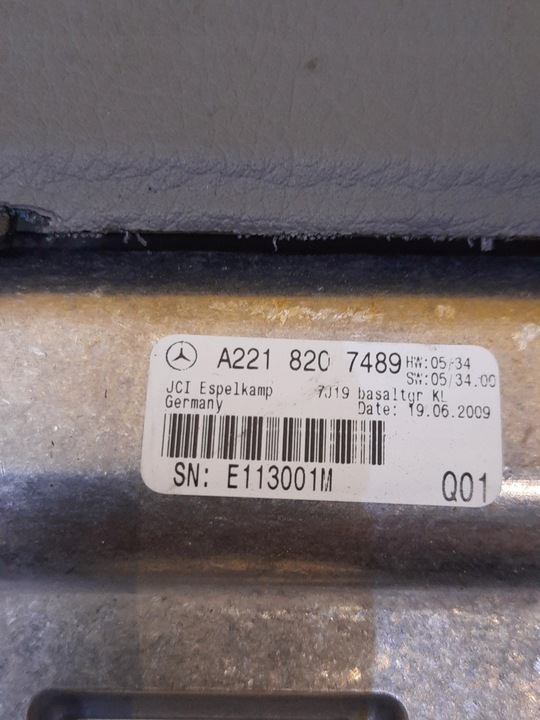 A221 820 7489 HW:05/34
SW:05/34.00
JCI Espelkamp 7J19 basaltgr KL
Germany Date: 19.06.2009
SN: E113001M Q01